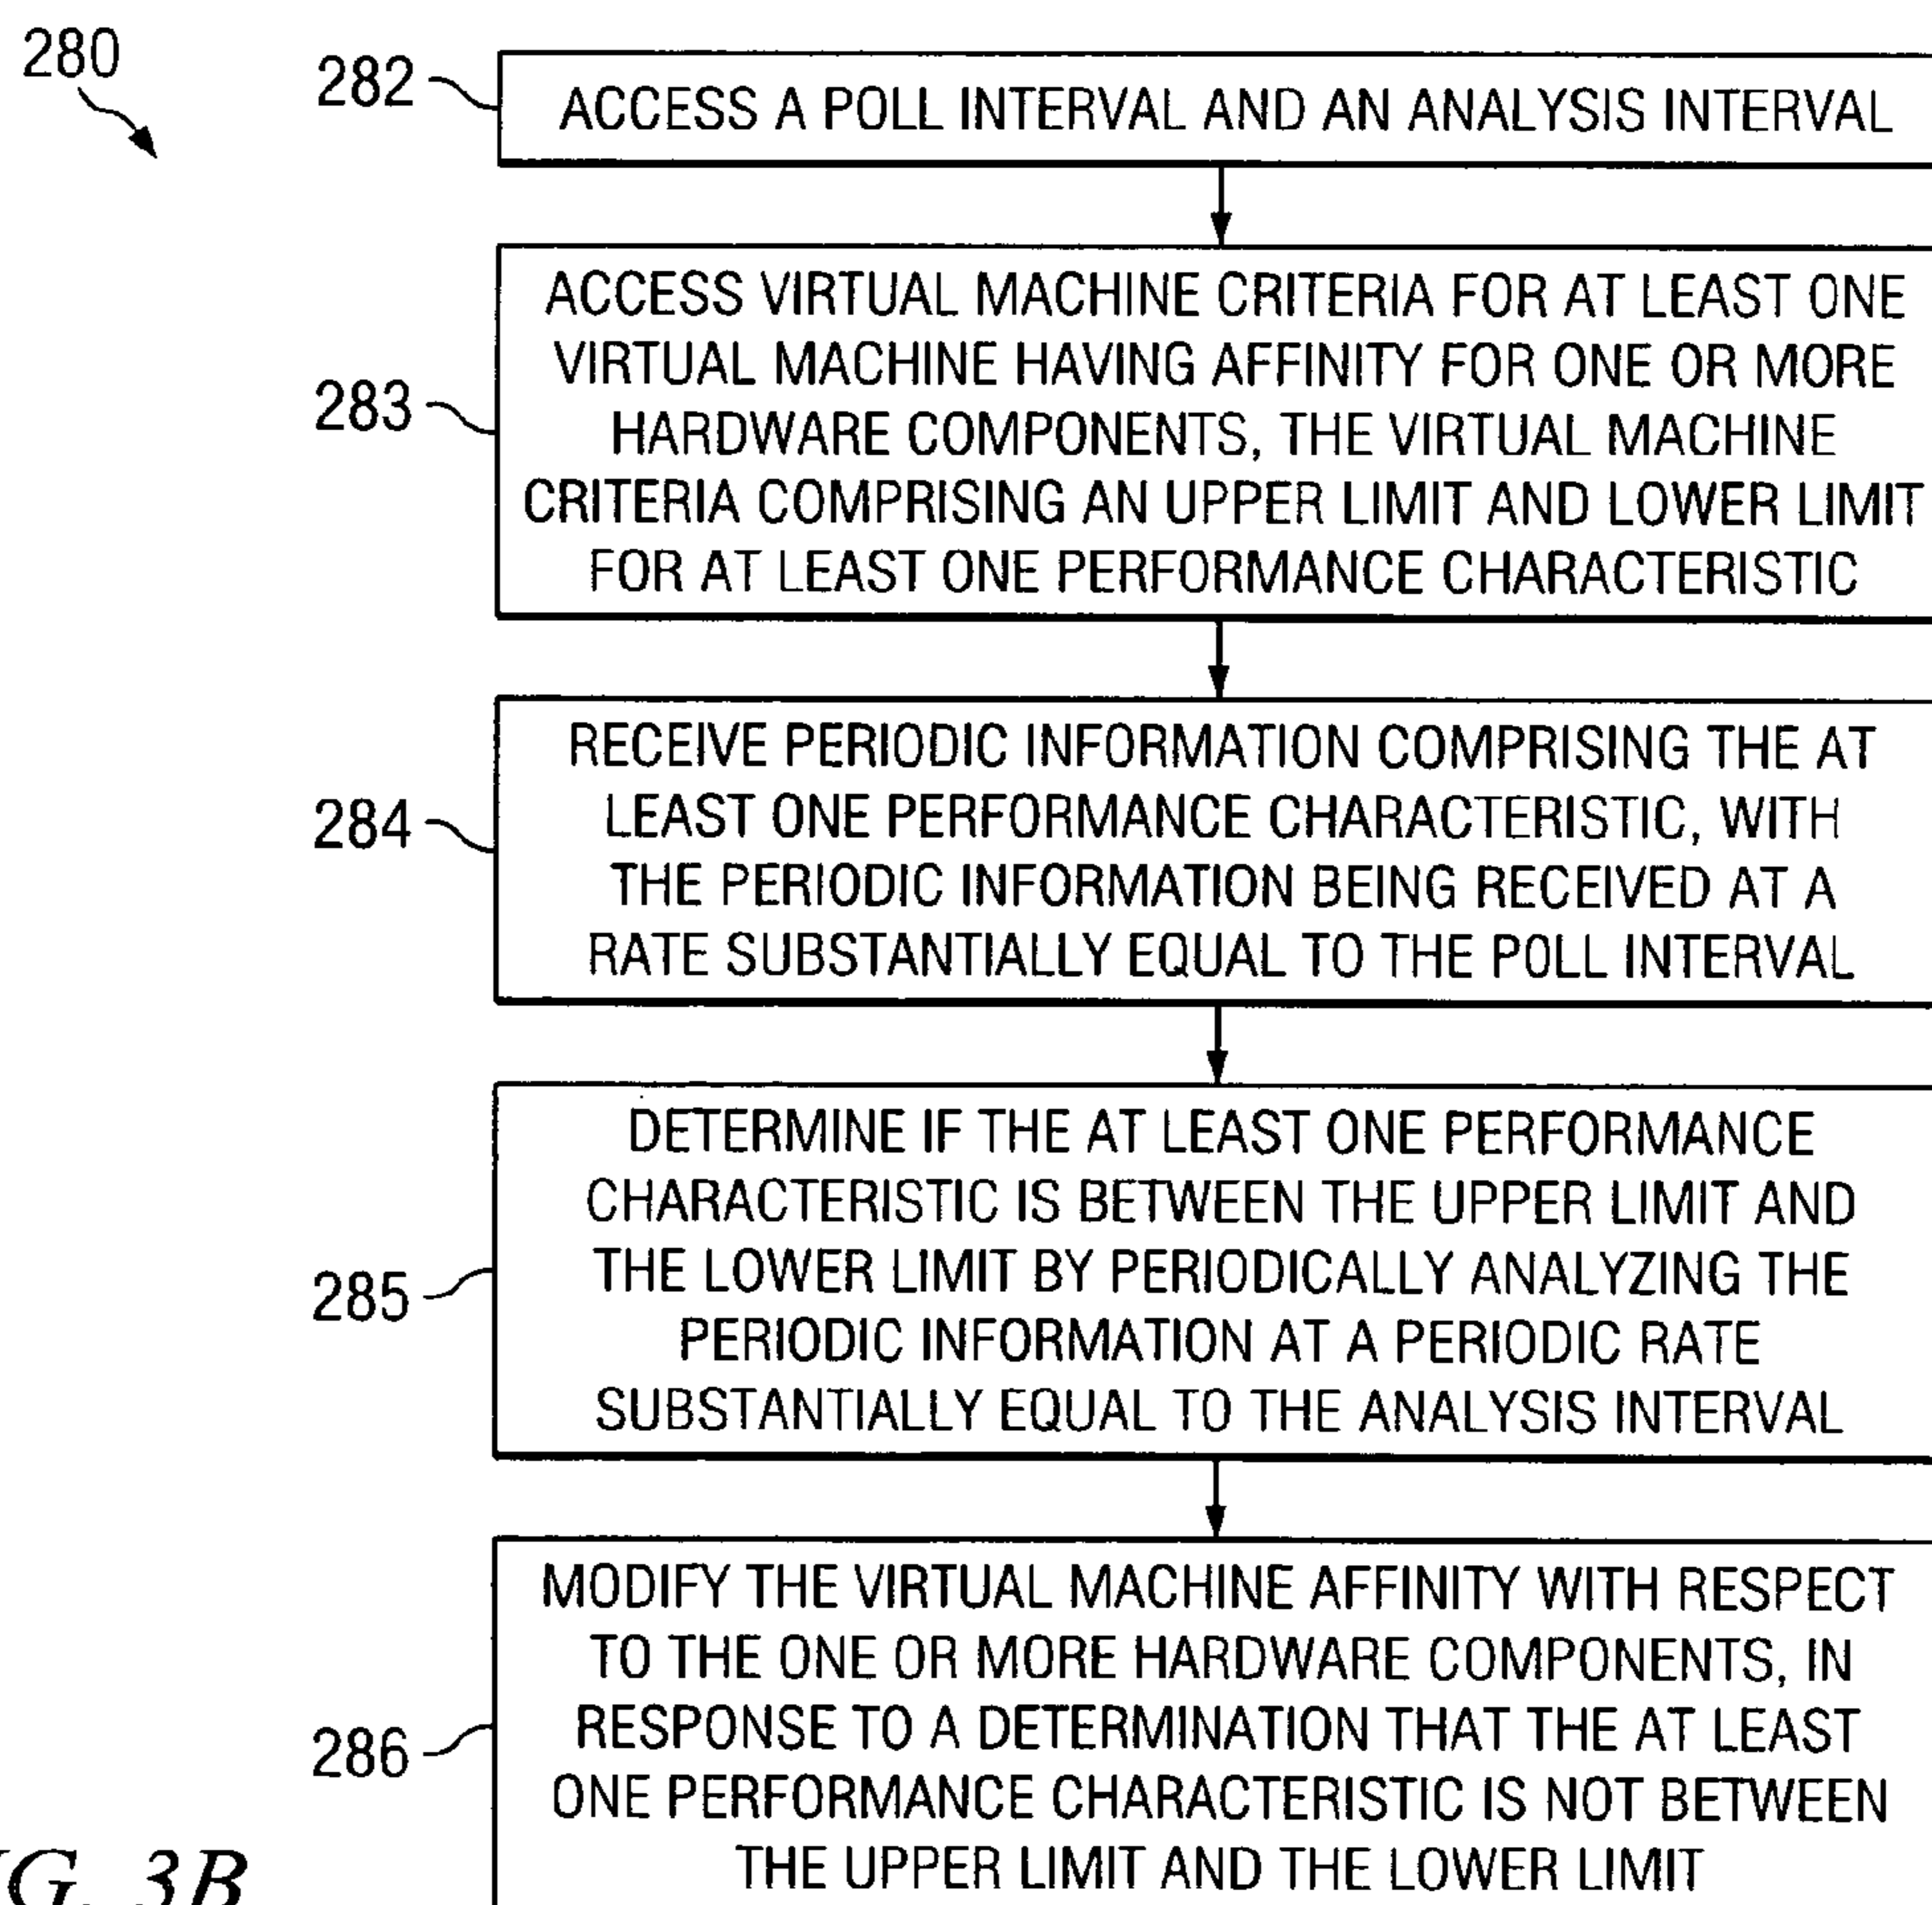 280
282
ACCESS A POLL INTERVAL AND AN ANALYSIS INTERVAL
283
ACCESS VIRTUAL MACHINE CRITERIA FOR AT LEAST ONE
VIRTUAL MACHINE HAVING AFFINITY FOR ONE OR MORE
HARDWARE COMPONENTS, THE VIRTUAL MACHINE
CRITERIA COMPRISING AN UPPER LIMIT AND LOWER LIMIT
FOR AT LEAST ONE PERFORMANCE CHARACTERISTIC
284
RECEIVE PERIODIC INFORMATION COMPRISING THE AT
LEAST ONE PERFORMANCE CHARACTERISTIC, WITH
THE PERIODIC INFORMATION BEING RECEIVED AT A
RATE SUBSTANTIALLY EQUAL TO THE POLL INTERVAL
285
DETERMINE IF THE AT LEAST ONE PERFORMANCE
CHARACTERISTIC IS BETWEEN THE UPPER LIMIT AND
THE LOWER LIMIT BY PERIODICALLY ANALYZING THE
PERIODIC INFORMATION AT A PERIODIC RATE
SUBSTANTIALLY EQUAL TO THE ANALYSIS INTERVAL
286
MODIFY THE VIRTUAL MACHINE AFFINITY WITH RESPECT
TO THE ONE OR MORE HARDWARE COMPONENTS, IN
RESPONSE TO A DETERMINATION THAT THE AT LEAST
ONE PERFORMANCE CHARACTERISTIC IS NOT BETWEEN
THE UPPER LIMIT AND THE LOWER LIMIT
G. 3B